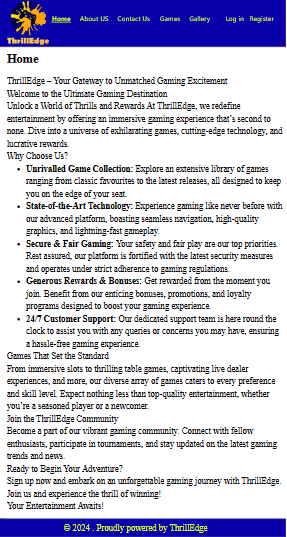 Home About US Contact Us Games Gallery Log in Register
ThrillEdge
Home
ThrillEdge – Your Gateway to Unmatched Gaming Excitement
Welcome to the Ultimate Gaming Destination
Unlock a World of Thrills and Rewards At ThrillEdge, we redefine
entertainment by offering an immersive gaming experience that's second to
none. Dive into a universe of exhilarating games, cutting-edge technology, and
lucrative rewards.
Why Choose Us?
• Unrivalled Game Collection: Explore an extensive library of games
ranging from classic favourites to the latest releases, all designed to keep
you on the edge of your seat.
• State-of-the-Art Technology: Experience gaming like never before with
our advanced platform, boasting seamless navigation, high-quality
graphics, and lightning-fast gameplay.
• Secure & Fair Gaming: Your safety and fair play are our top priorities.
Rest assured, our platform is fortified with the latest security measures
and operates under strict adherence to gaming regulations.
• Generous Rewards & Bonuses: Get rewarded from the moment you
join. Benefit from our enticing bonuses, promotions, and loyalty
programs designed to boost your gaming experience.
• 24/7 Customer Support: Our dedicated support team is here round the
clock to assist you with any queries or concerns you may have, ensuring
a hassle-free gaming experience.
Games That Set the Standard
From immersive slots to thrilling table games, captivating live dealer
experiences, and more, our diverse array of games caters to every preference
and skill level. Expect nothing less than top-quality entertainment, whether
you're a seasoned player or a newcomer.
Join the ThrillEdge Community
Become a part of our vibrant gaming community. Connect with fellow
enthusiasts, participate in tournaments, and stay updated on the latest gaming
trends and news.
Ready to Begin Your Adventure?
Sign up now and embark on an unforgettable gaming journey with ThrillEdge.
Join us and experience the thrill of winning!
Your Entertainment Awaits!
© 2024 . Proudly powered by ThrillEdge